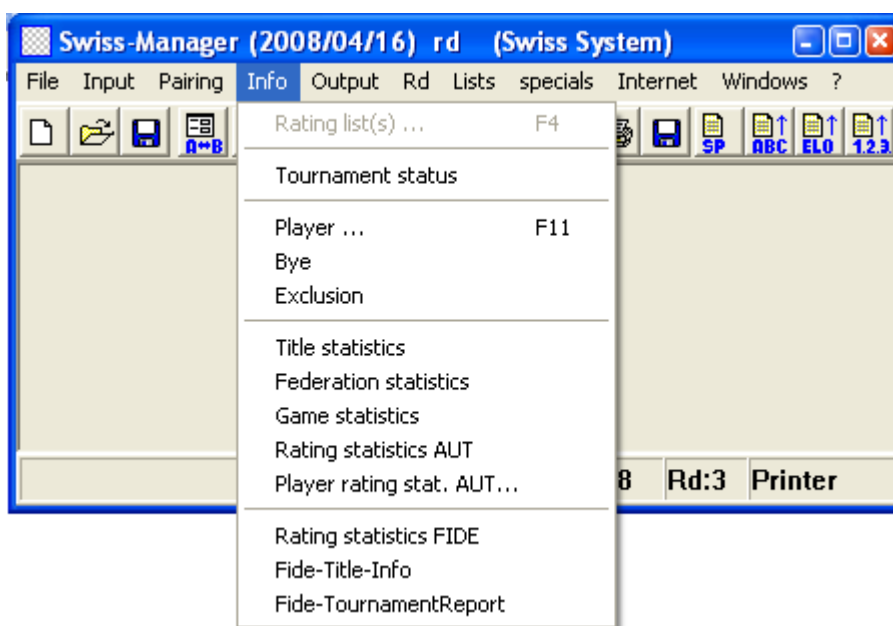 Swiss-Manager (2008/04/16) rd (Swiss System)
File Input Pairing Info Output Rd Lists specials Internet Windows ?
A B SP ABC ELO 1.2.3.
Rating list(s) ... F4
Tournament status
Player ... F11
Bye
Exclusion
Title statistics
Federation statistics
Game statistics
Rating statistics AUT
Player rating stat. AUT...
8 Rd:3 Printer
Rating statistics FIDE
Fide-Title-Info
Fide-TournamentReport